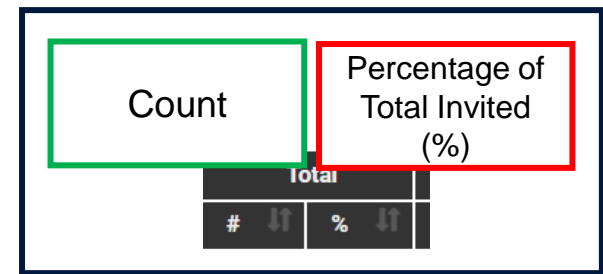 Count
Percentage of
Total Invited
(%)
Total
# %